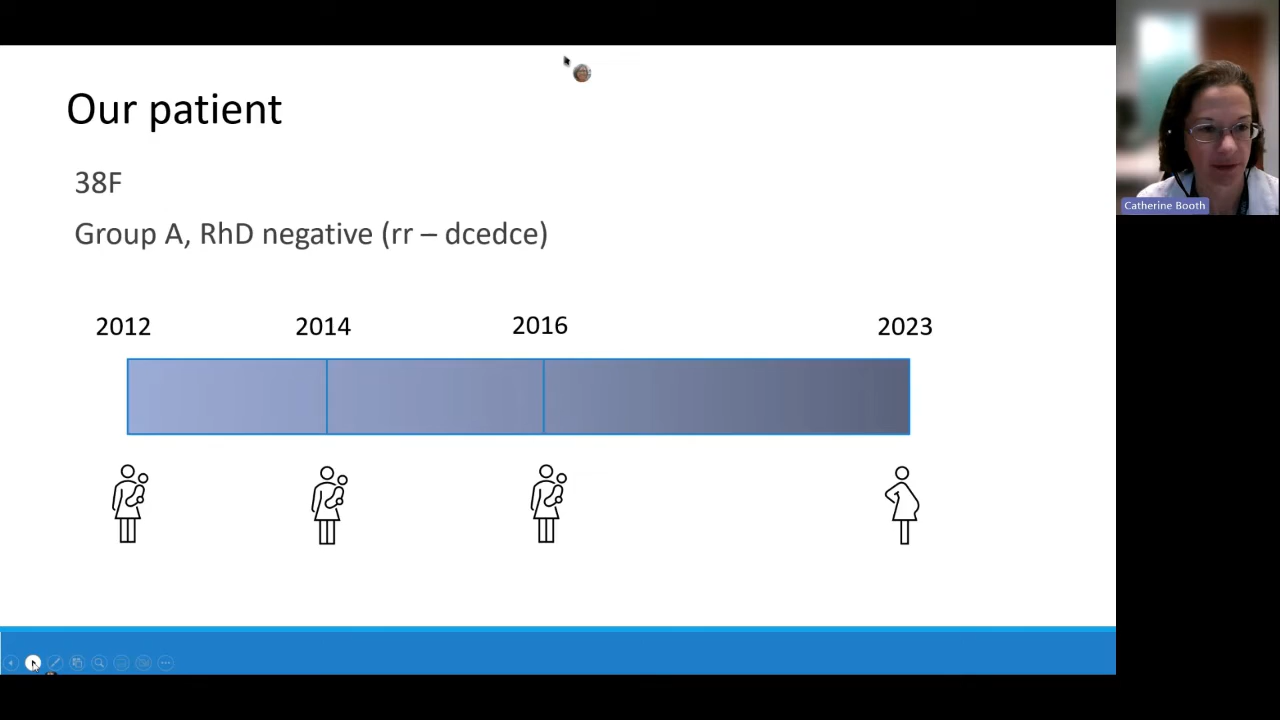 Our patient
38F
Group A, RhD negative (rr – dcedce)
2012 2014 2016 2023
Catherine Booth